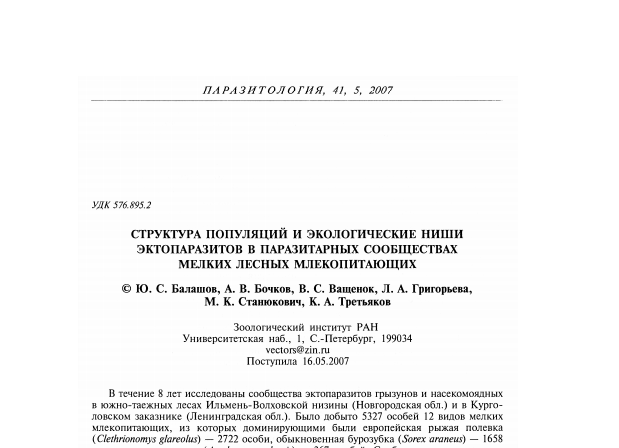 ПАРАЗИТОЛОГИЯ, 41, 5, 2007
УДК 576.895.2
СТРУКТУРА ПОПУЛЯЦИЙ И ЭКОЛОГИЧЕСКИЕ НИШИ
ЭКТОПАРАЗИТОВ В ПАРАЗИТАРНЫХ СООБЩЕСТВАХ
МЕЛКИХ ЛЕСНЫХ МЛЕКОПИТАЮЩИХ
© Ю. С. Балашов, А. В. Бочков, В. С. Ващенок, Л. А. Григорьева,
М. К. Станюкович, К. А. Третьяков
Зоологический институт РАН
Университетская наб., 1, С.-Петербург, 199034
vectors@zin.ru
Поступила 16.05.2007
В течение 8 лет исследованы сообщества эктопаразитов грызунов и насекомоядных
в южно-таежных лесах Ильмень-Волховской низины (Новгородская обл.) и в Курго-
ловском заказнике (Ленинградская обл.). Было добыто 5327 особей 12 видов мелких
млекопитающих, из которых доминирующими были европейская рыжая полевка
(Clethrionomys glareolus) — 2722 особи, обыкновенная бурозубка (Sorex araneus) — 1658